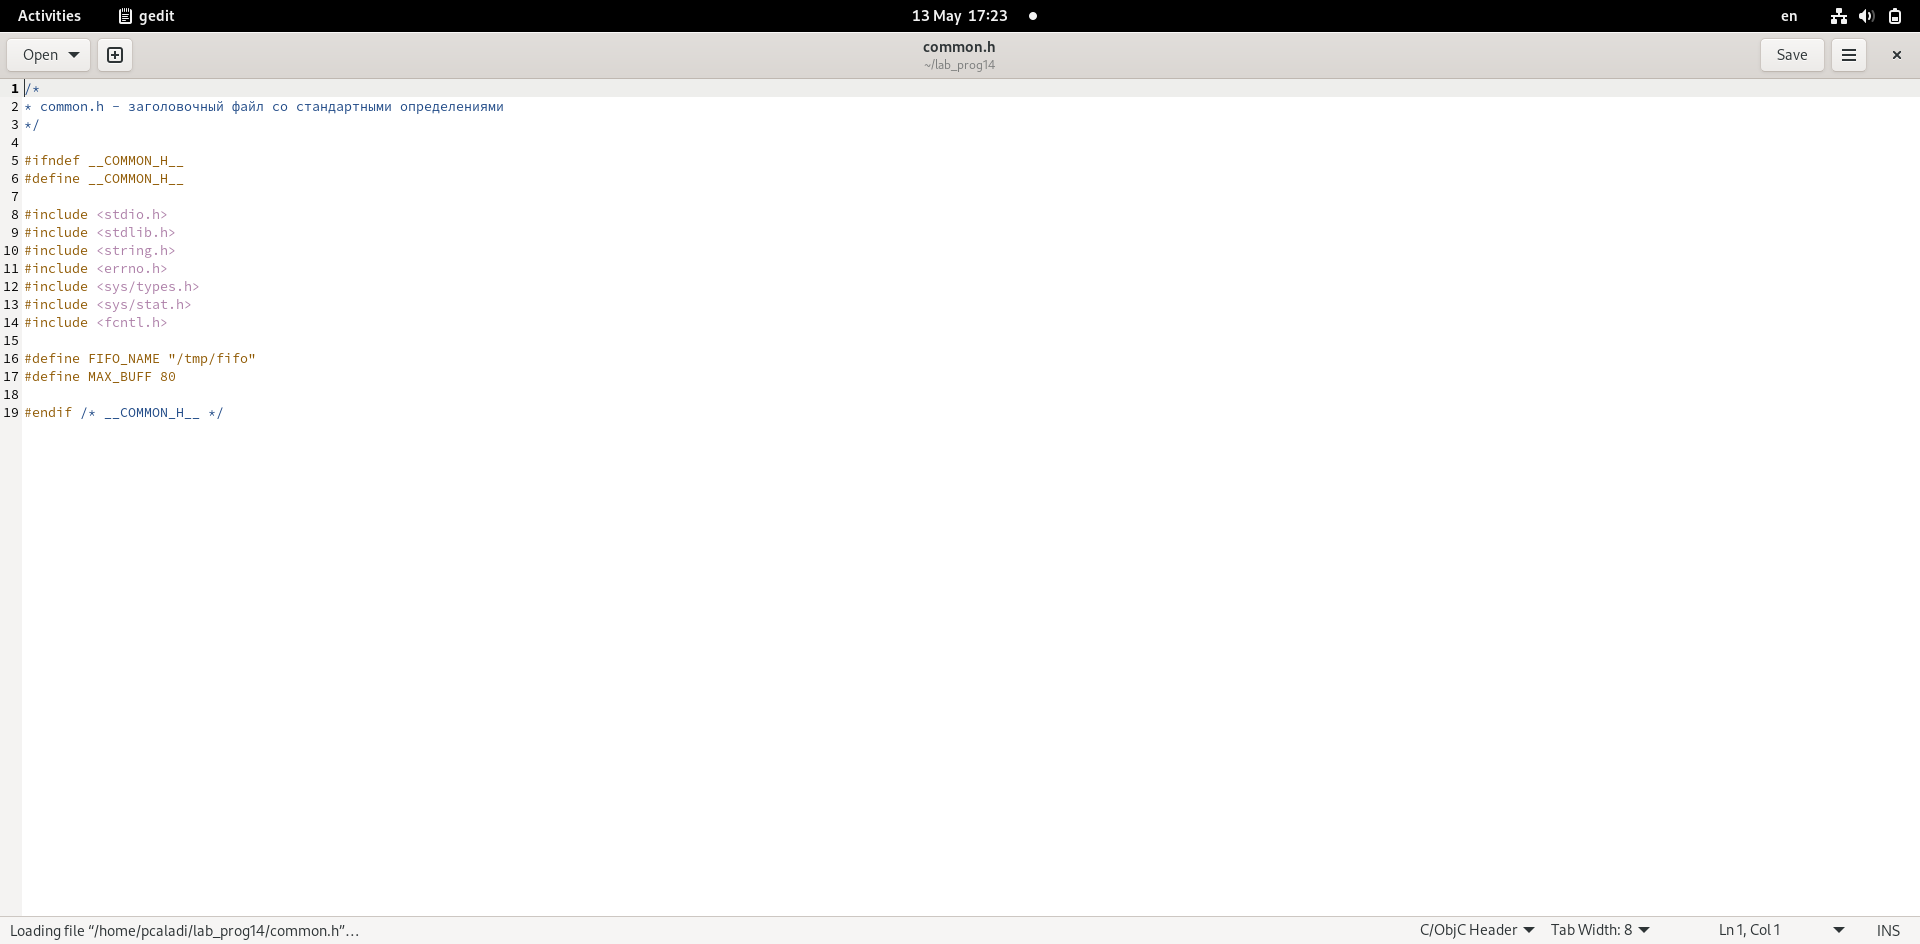 Activities gedit 13 May 17:23 en
Open common.h Save
~/lab_prog14
1 /*
2 * common.h - заголовочный файл со стандартными определениями
3 */
4
5 #ifndef __COMMON_H__
6 #define __COMMON_H__
7
8 #include <stdio.h>
9 #include <stdlib.h>
10 #include <string.h>
11 #include <errno.h>
12 #include <sys/types.h>
13 #include <sys/stat.h>
14 #include <fcntl.h>
15
16 #define FIFO_NAME "/tmp/fifo"
17 #define MAX_BUFF 80
18
19 #endif /* __COMMON_H__ */
Loading file “/home/pcaladi/lab_prog14/common.h”… C/ObjC Header Tab Width: 8 Ln 1, Col 1 INS